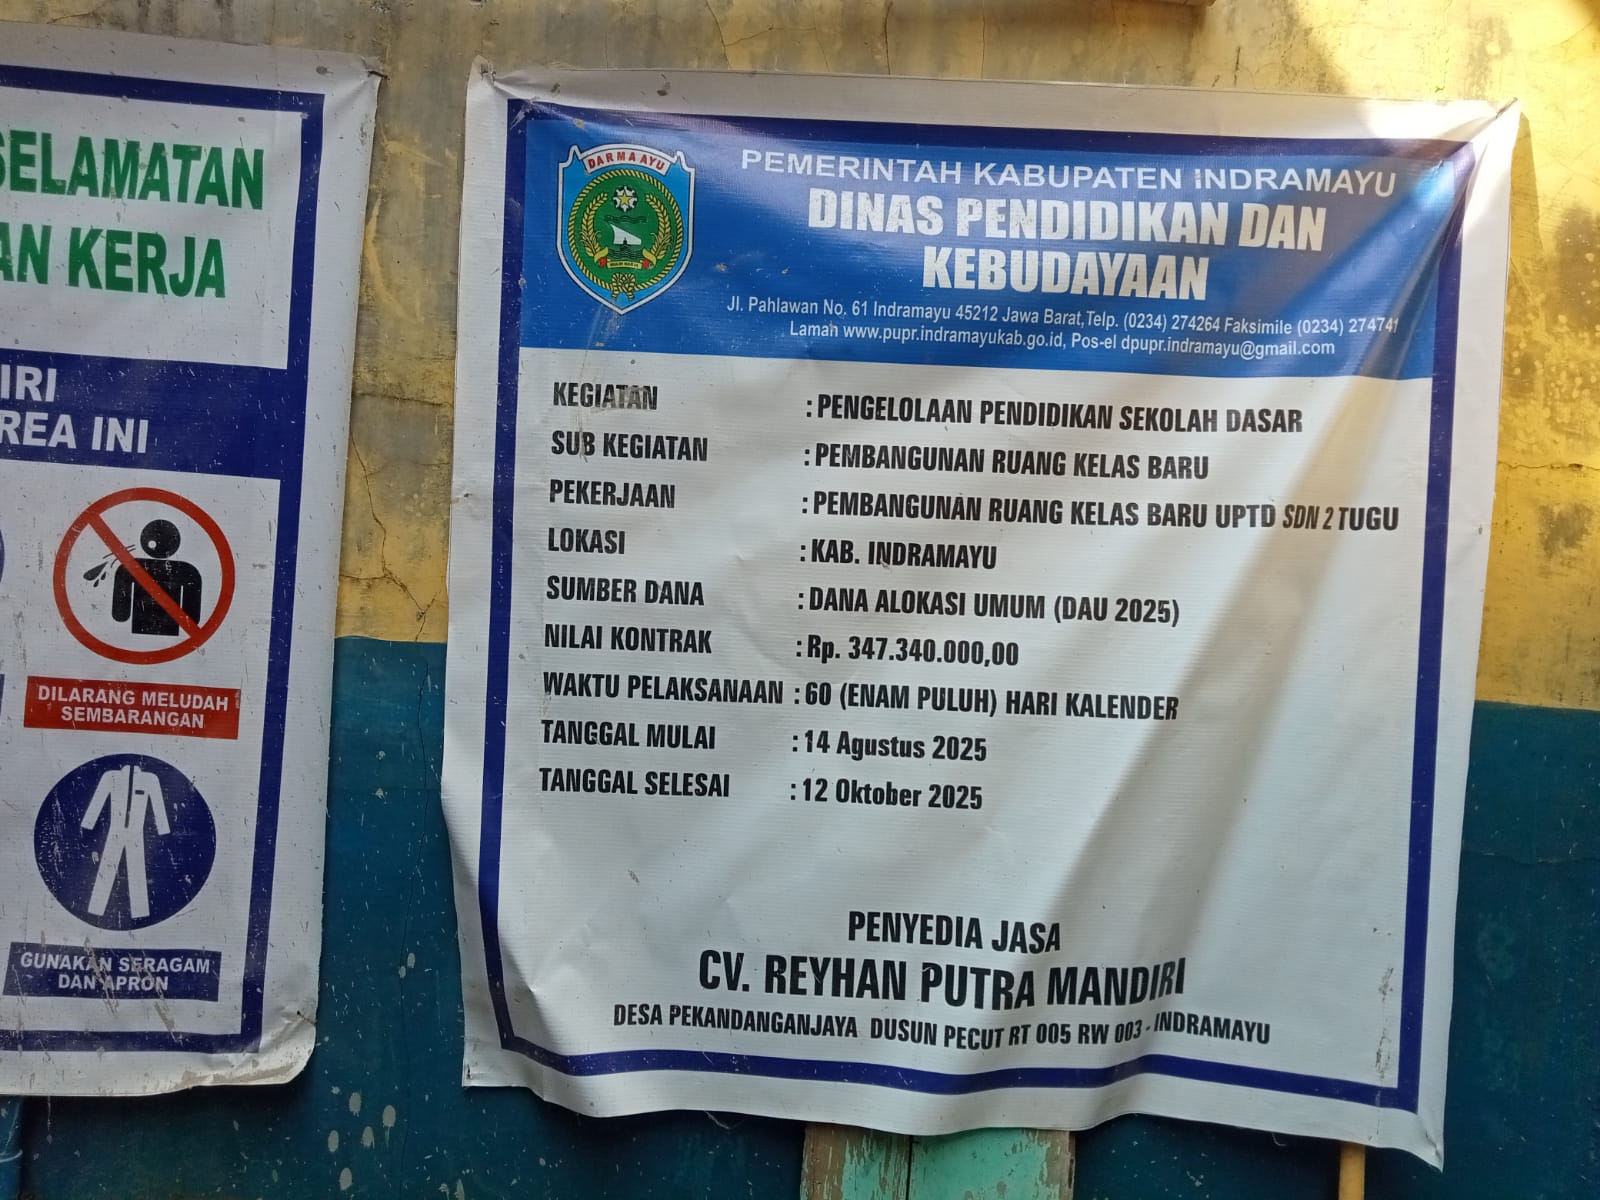 SELAMATAN
AN KERJA
IRI
REA INI
DILARANG MELUDAH
SEMBARANGAN
GUNAKAN SERAGAM
DAN APRON
DARMA AYU
PEMERINTAH KABUPATEN INDRAMAYU
DINAS PENDIDIKAN DAN
KEBUDAYAAN
Jl. Pahlawan No. 61 Indramayu 45212 Jawa Barat,Telp. (0234) 274264 Faksimile (0234) 274741
Laman www.pupr.indramayukab.go.id, Pos-el dpupr.indramayu@gmail.com
KEGIATAN : PENGELOLAAN PENDIDIKAN SEKOLAH DASAR
SUB KEGIATAN : PEMBANGUNAN RUANG KELAS BARU
PEKERJAAN : PEMBANGUNAN RUANG KELAS BARU UPTD SDN 2 TUGU
LOKASI : KAB. INDRAMAYU
SUMBER DANA : DANA ALOKASI UMUM (DAU 2025)
NILAI KONTRAK : Rp. 347.340.000,00
WAKTU PELAKSANAAN : 60 (ENAM PULUH) HARI KALENDER
TANGGAL MULAI : 14 Agustus 2025
TANGGAL SELESAI : 12 Oktober 2025
PENYEDIA JASA
CV. REYHAN PUTRA MANDIRI
DESA PEKANDANGANJAYA DUSUN PECUT RT 005 RW 003 - INDRAMAYU